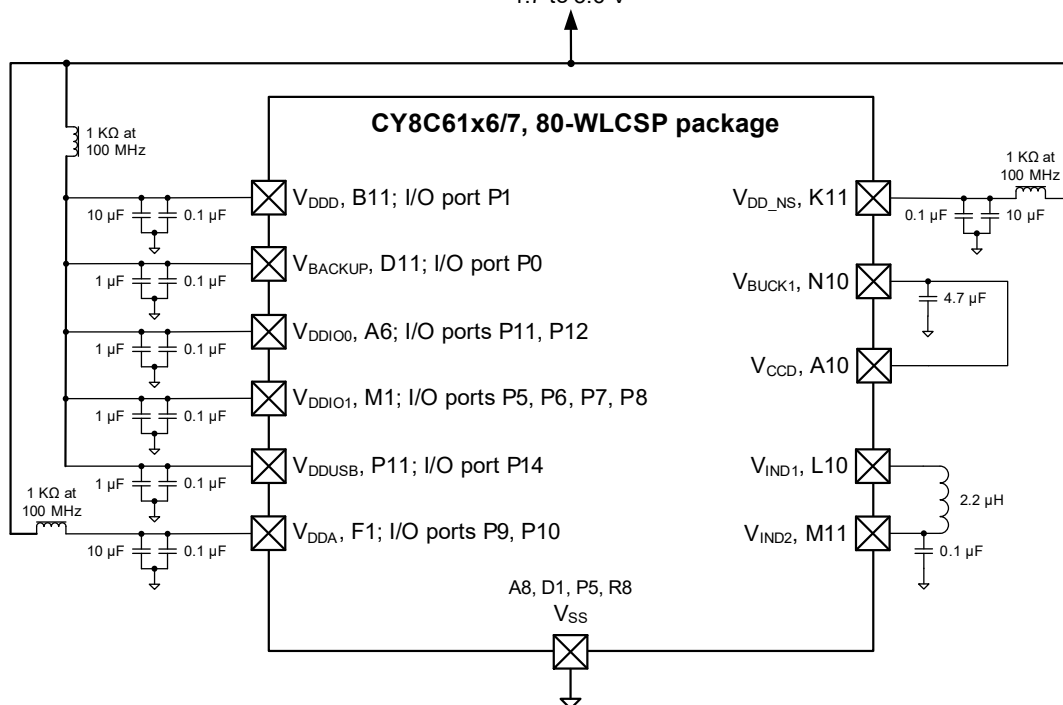 CY8C61x6/7, 80-WLCSP package
1 KΩ at
100 MHz
1 KΩ at
100 MHz
10 µF
0.1 µF
VDDD, B11; I/O port P1
VDD_NS, K11
0.1 µF
10 µF
1 µF
0.1 µF
VBACKUP, D11; I/O port P0
VBUCK1, N10
4.7 µF
1 µF
0.1 µF
VDDIO0, A6; I/O ports P11, P12
VCCD, A10
1 µF
0.1 µF
VDDIO1, M1; I/O ports P5, P6, P7, P8
1 µF
0.1 µF
VDDUSB, P11; I/O port P14
VIND1, L10
2.2 µH
1 KΩ at
100 MHz
10 µF
0.1 µF
VDDA, F1; I/O ports P9, P10
VIND2, M11
0.1 µF
A8, D1, P5, R8
VSS